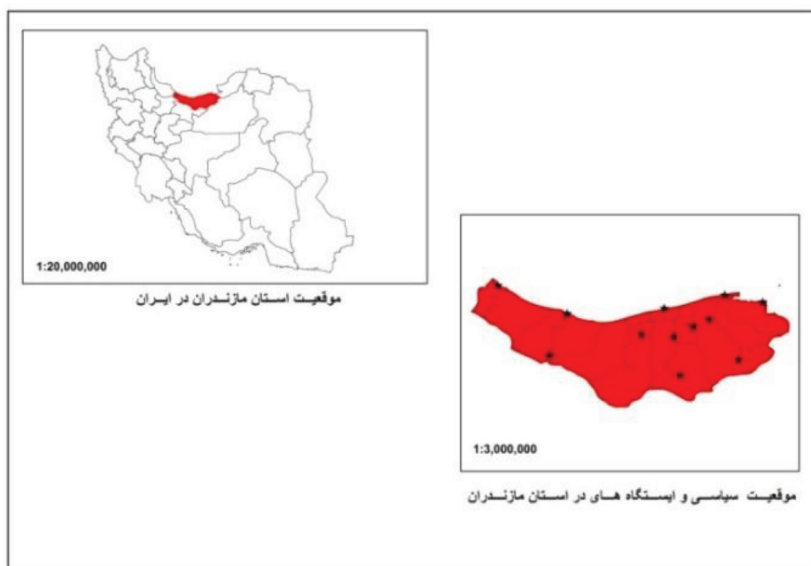 1:20,000,000
موقعیت استان مازندران در ایران
1:3,000,000
موقعیت سیاسی و ایستگاه های در استان مازندران